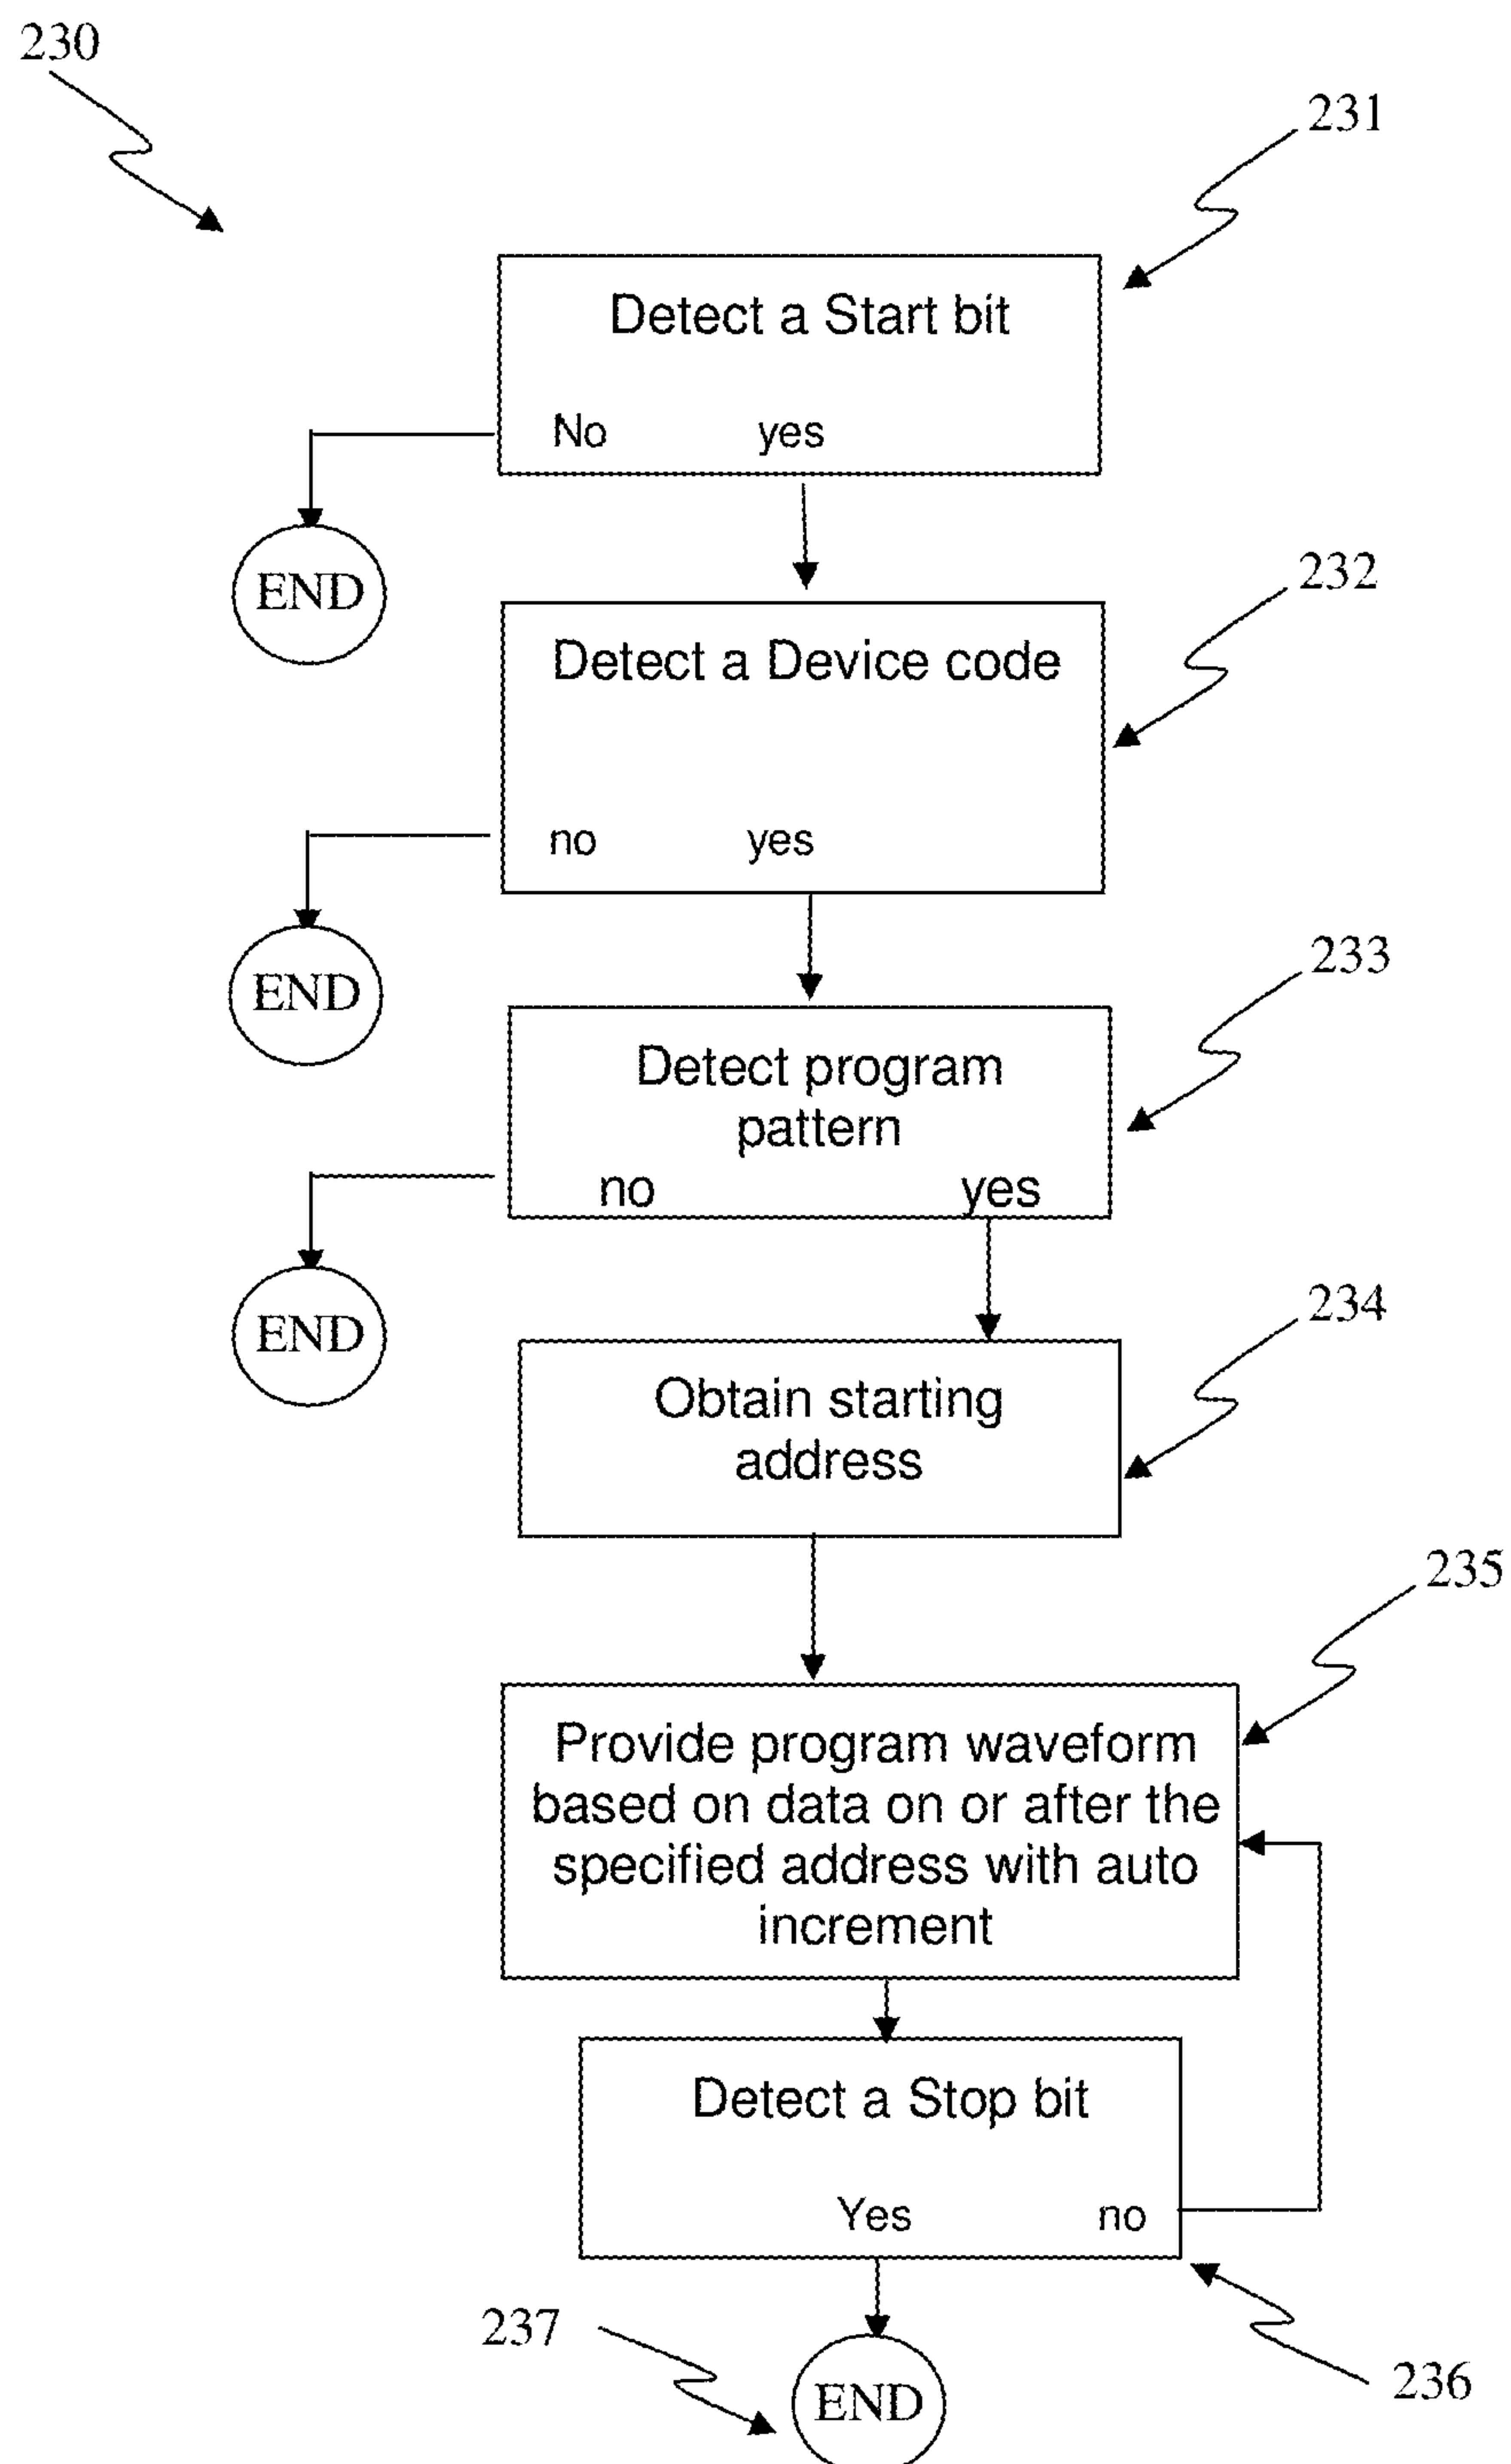 230
231
Detect a Start bit
No yes
END
232
Detect a Device code
no yes
END
233
Detect program
pattern
no yes
END
234
Obtain starting
address
235
Provide program waveform
based on data on or after the
specified address with auto
increment
Detect a Stop bit
Yes no
237
236
END